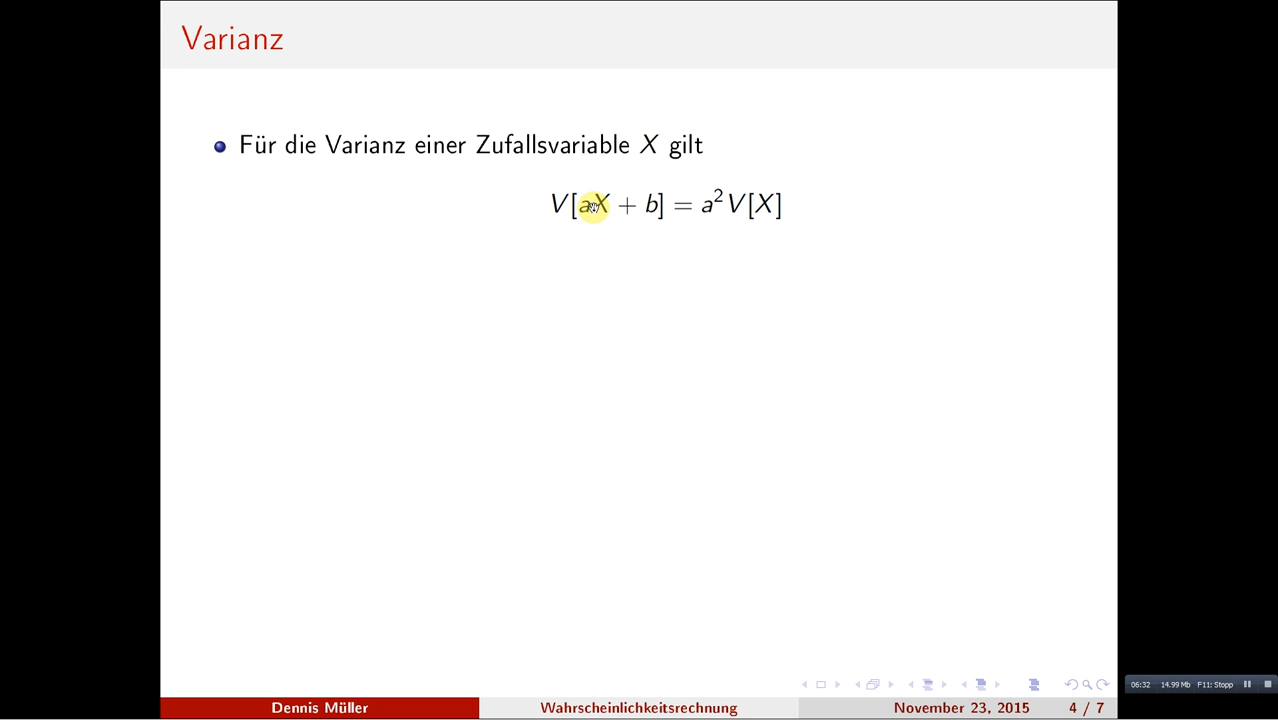 Varianz
Für die Varianz einer Zufallsvariable X gilt
V[aX + b] = a² V[X]
06:32 14.99 Mb F11: Stopp
Dennis Müller Wahrscheinlichkeitsrechnung November 23, 2015 4 / 7